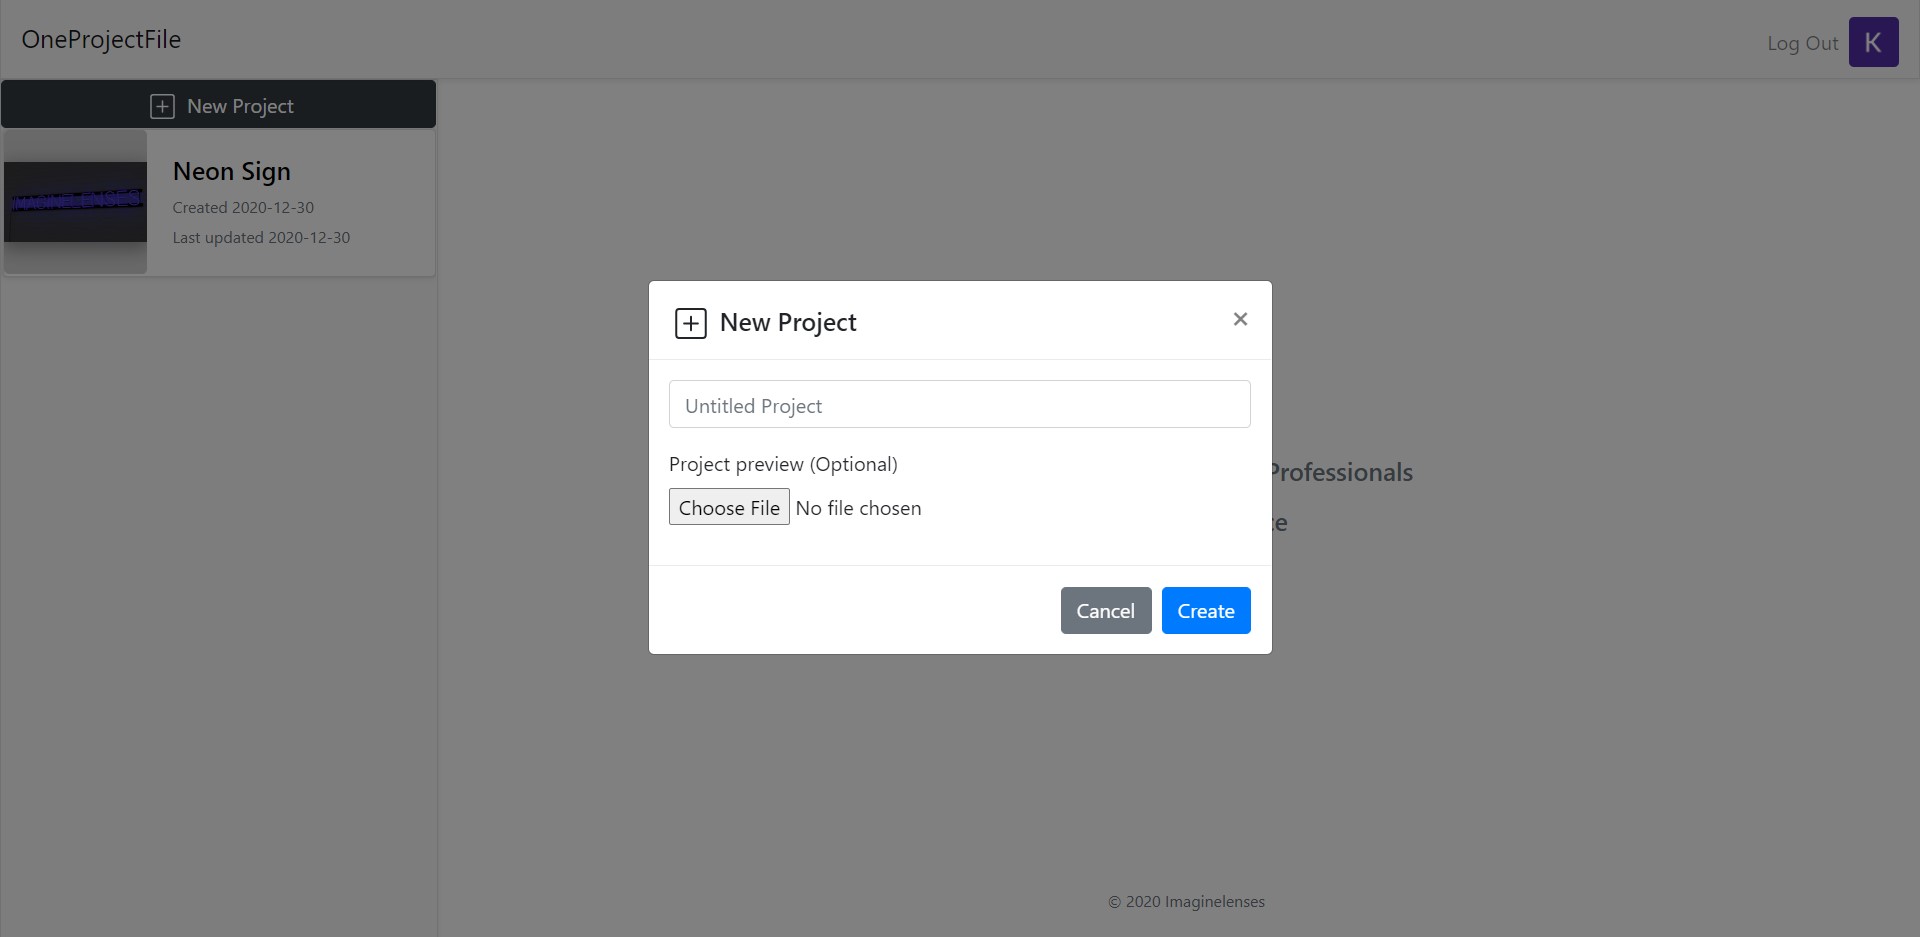 OneProjectFile
Log Out
K
New Project
IMAGINELENSES
Neon Sign
Created 2020-12-30
Last updated 2020-12-30
New Project
×
Untitled Project
Project preview (Optional)
Choose File No file chosen
Professionals
Cancel Create
© 2020 Imaginelenses